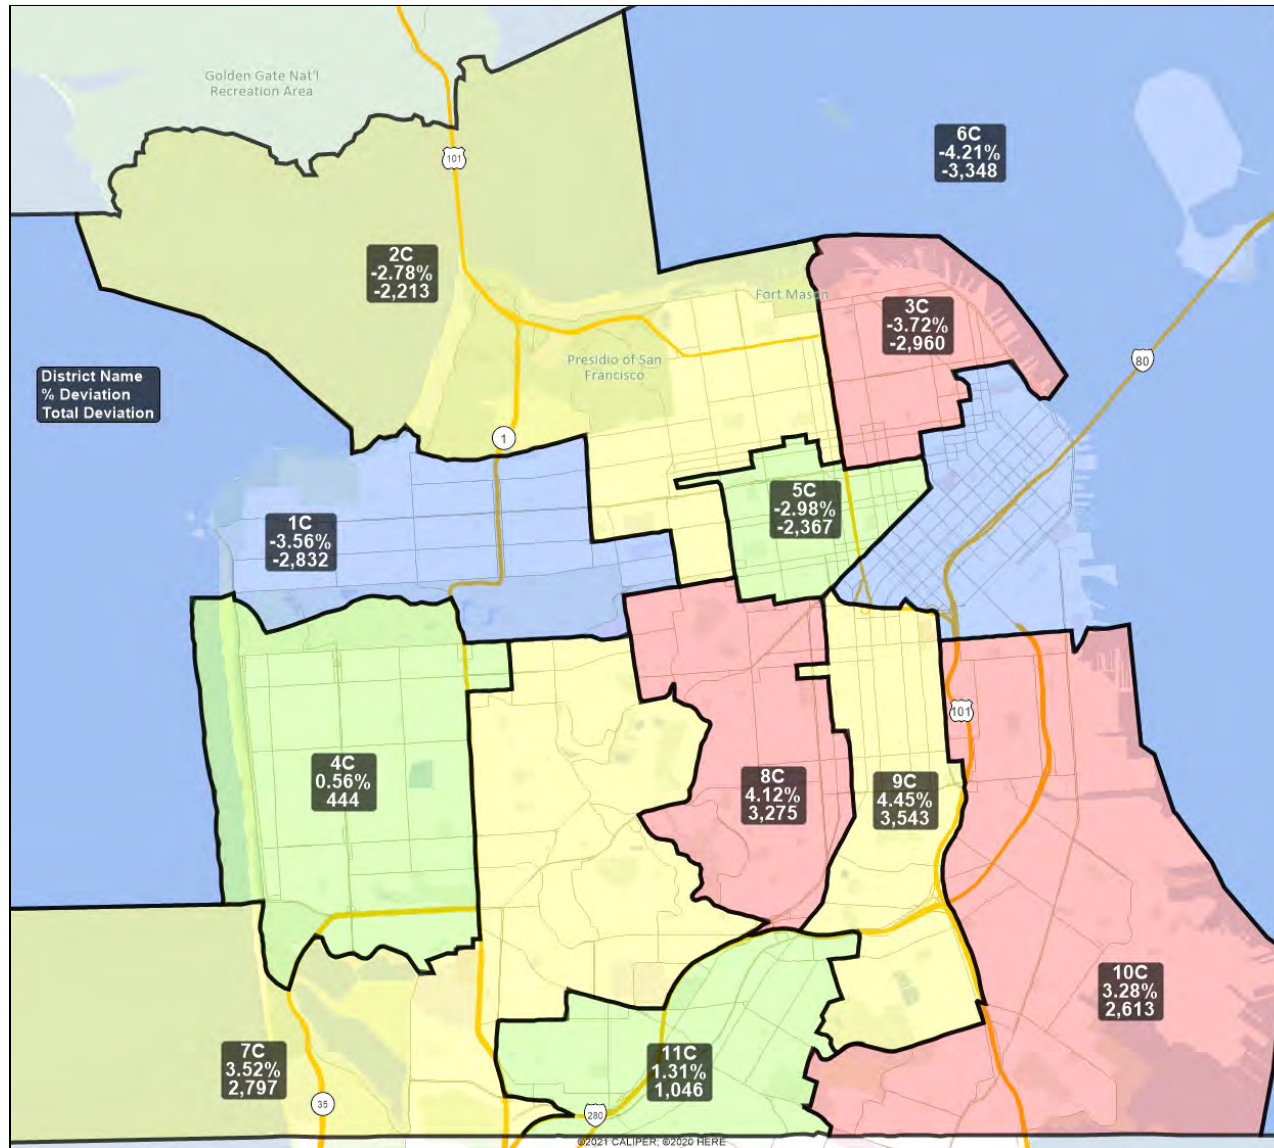 Golden Gate Nat'l
Recreation Area
101
6C
-4.21%
-3,348
2C
-2.78%
-2,213
Fort Mason
3C
-3.72%
-2,960
Presidio of San
Francisco
80
District Name
% Deviation
Total Deviation
1
5C
-2.98%
-2,367
1C
-3.56%
-2,832
101
4C
0.56%
444
8C
4.12%
3,275
9C
4.45%
3,543
10C
3.28%
2,613
7C
3.52%
2,797
11C
1.31%
1,046
35
280
©2021 CALIPER; ©2020 HERE